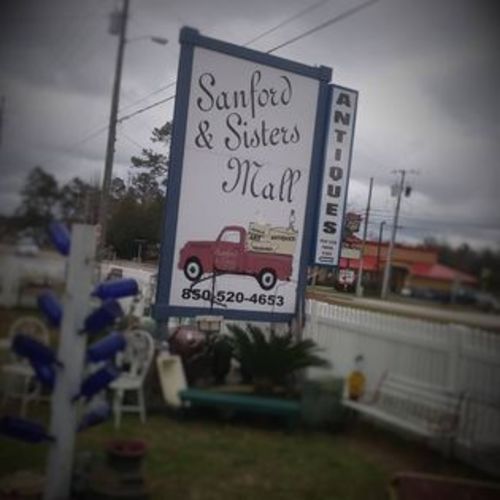 Sanford
& Sisters
Mall
850-520-4653
ANTIQUES